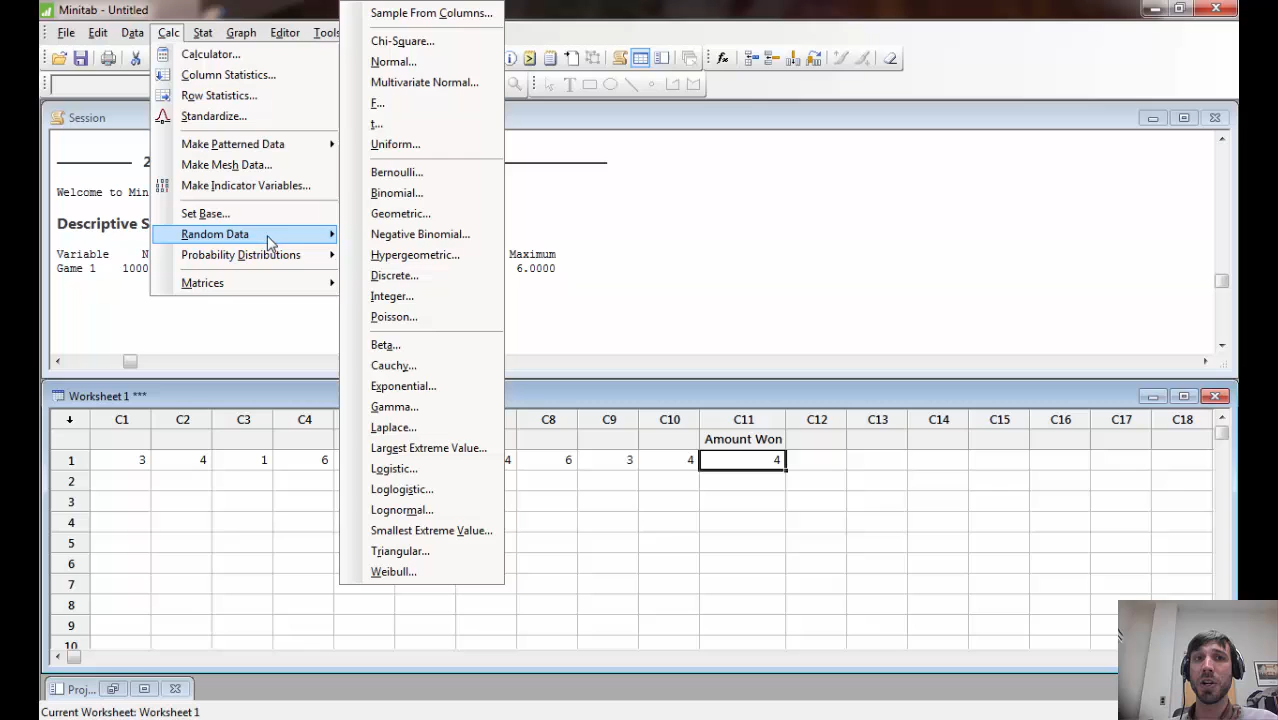 Minitab - Untitled
File Edit Data Calc Stat Graph Editor Tools
Calculator...
Column Statistics...
Row Statistics...
Standardize...
Make Patterned Data
Make Mesh Data...
Make Indicator Variables...
Set Base...
Random Data
Probability Distributions
Matrices
Sample From Columns...
Chi-Square...
Normal...
Multivariate Normal...
F...
t...
Uniform...
Bernoulli...
Binomial...
Geometric...
Negative Binomial...
Hypergeometric...
Discrete...
Integer...
Poisson...
Beta...
Cauchy...
Exponential...
Gamma...
Laplace...
Largest Extreme Value...
Logistic...
Loglogistic...
Lognormal...
Smallest Extreme Value...
Triangular...
Weibull...
Session
2
Welcome to Min
Descriptive S
Variable N Maximum
Game 1 1000 6.0000
Worksheet 1 ***
C1 C2 C3 C4 C8 C9 C10 C11 C12 C13 C14 C15 C16 C17 C18
Amount Won
1 3 4 1 6 4 6 3 4 4
2
3
4
5
6
7
8
9
10
Proj...
Current Worksheet: Worksheet 1